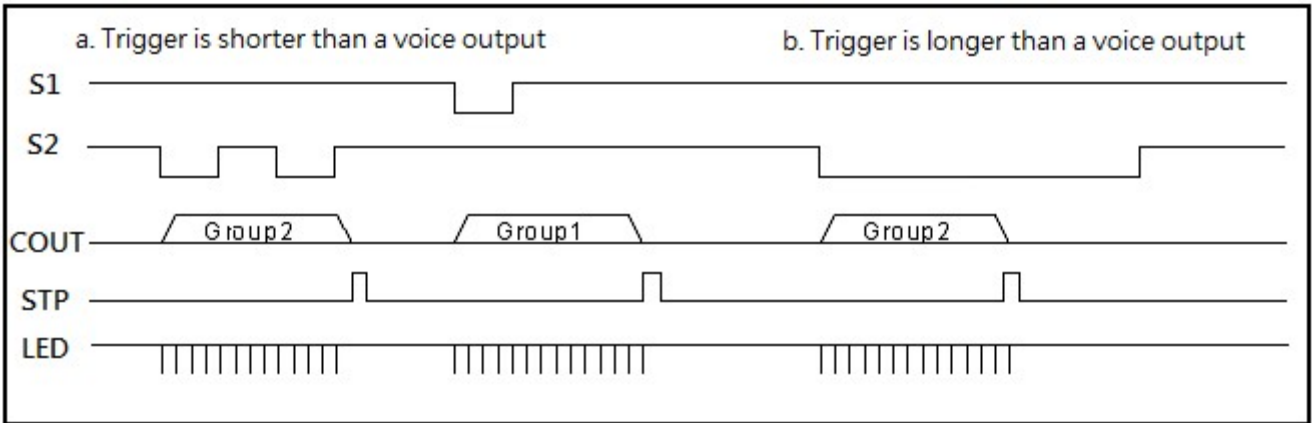 a. Trigger is shorter than a voice output
b. Trigger is longer than a voice output
S1
S2
COUT
Group2
Group1
Group2
STP
LED